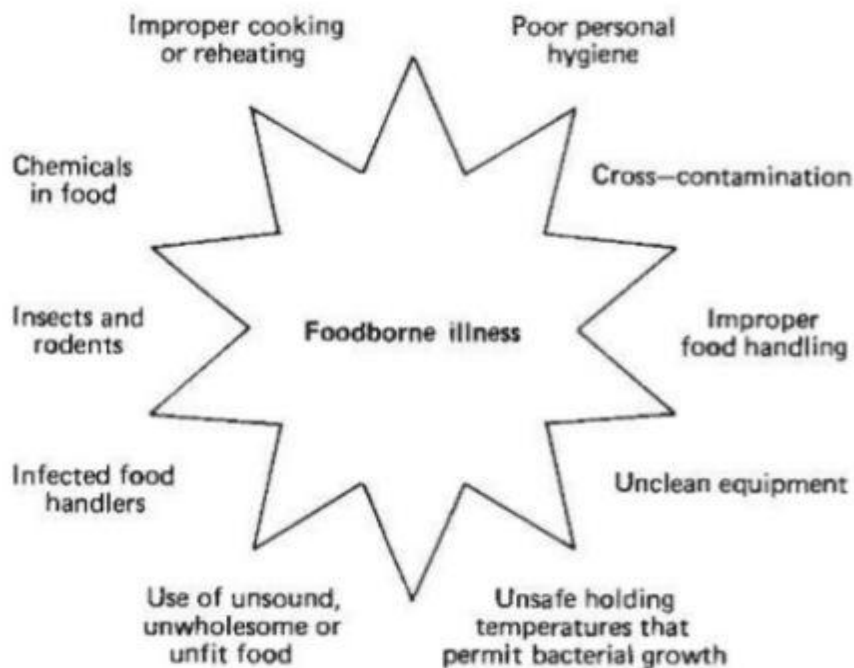 Improper cooking
or reheating
Poor personal
hygiene
Chemicals
in food
Cross—contamination
Insects and
rodents
Foodborne illness
Improper
food handling
Infected food
handlers
Unclean equipment
Use of unsound,
unwholesome or
unfit food
Unsafe holding
temperatures that
permit bacterial growth